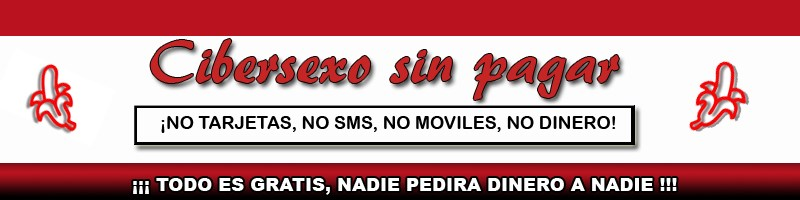 Cibersexo sin pagar
¡NO TARJETAS, NO SMS, NO MOVILES, NO DINERO!
¡¡¡ TODO ES GRATIS, NADIE PEDIRA DINERO A NADIE !!!